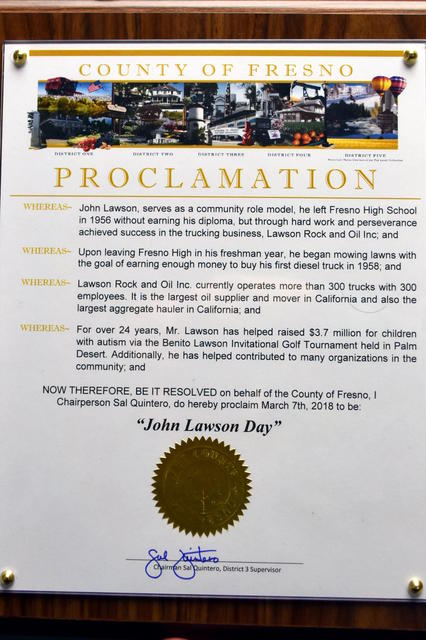 COUNTY OF FRESNO
DISTRICT ONE DISTRICT TWO DISTRICT THREE DISTRICT FOUR DISTRICT FIVE
PROCLAMATION
WHEREAS~ John Lawson, serves as a community role model, he left Fresno High School
in 1956 without earning his diploma, but through hard work and perseverance
achieved success in the trucking business, Lawson Rock and Oil Inc; and
WHEREAS~ Upon leaving Fresno High in his freshman year, he began mowing lawns with
the goal of earning enough money to buy his first diesel truck in 1958; and
WHEREAS~ Lawson Rock and Oil Inc. currently operates more than 300 trucks with 300
employees. It is the largest oil supplier and mover in California and also the
largest aggregate hauler in California; and
WHEREAS~ For over 24 years, Mr. Lawson has helped raised $3.7 million for children
with autism via the Benito Lawson Invitational Golf Tournament held in Palm
Desert. Additionally, he has helped contributed to many organizations in the
community; and
NOW THEREFORE, BE IT RESOLVED on behalf of the County of Fresno, I
Chairperson Sal Quintero, do hereby proclaim March 7th, 2018 to be:
"John Lawson Day"
Sal Quintero
Chairman Sal Quintero, District 3 Supervisor